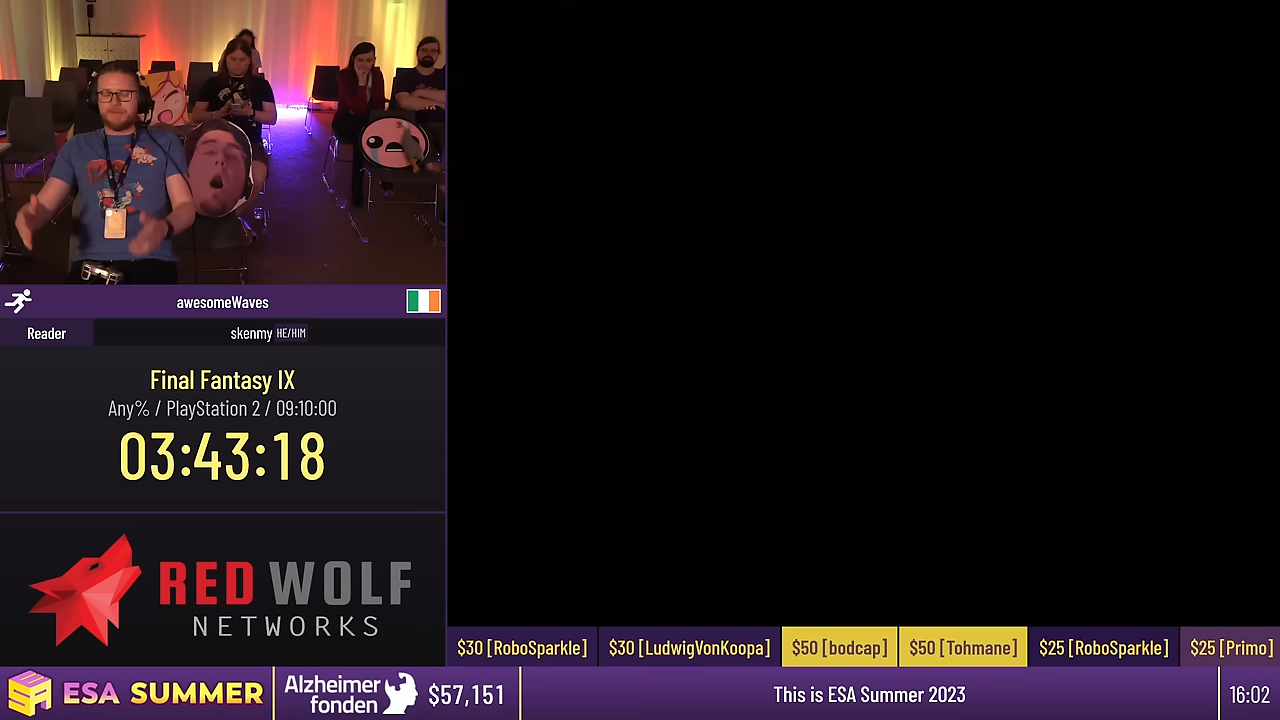 awesomeWaves
Reader
skenmy HE/HIM
Final Fantasy IX
Any% / PlayStation 2 / 09:10:00
03:43:18
RED WOLF
NETWORKS
$30 [RoboSparkle]
$30 [LudwigVonKoopa]
$50 [bodcap]
$50 [Tohmane]
$25 [RoboSparkle]
$25 [Primo]
ESA SUMMER
Alzheimer
fonden
$57,151
This is ESA Summer 2023
16:02